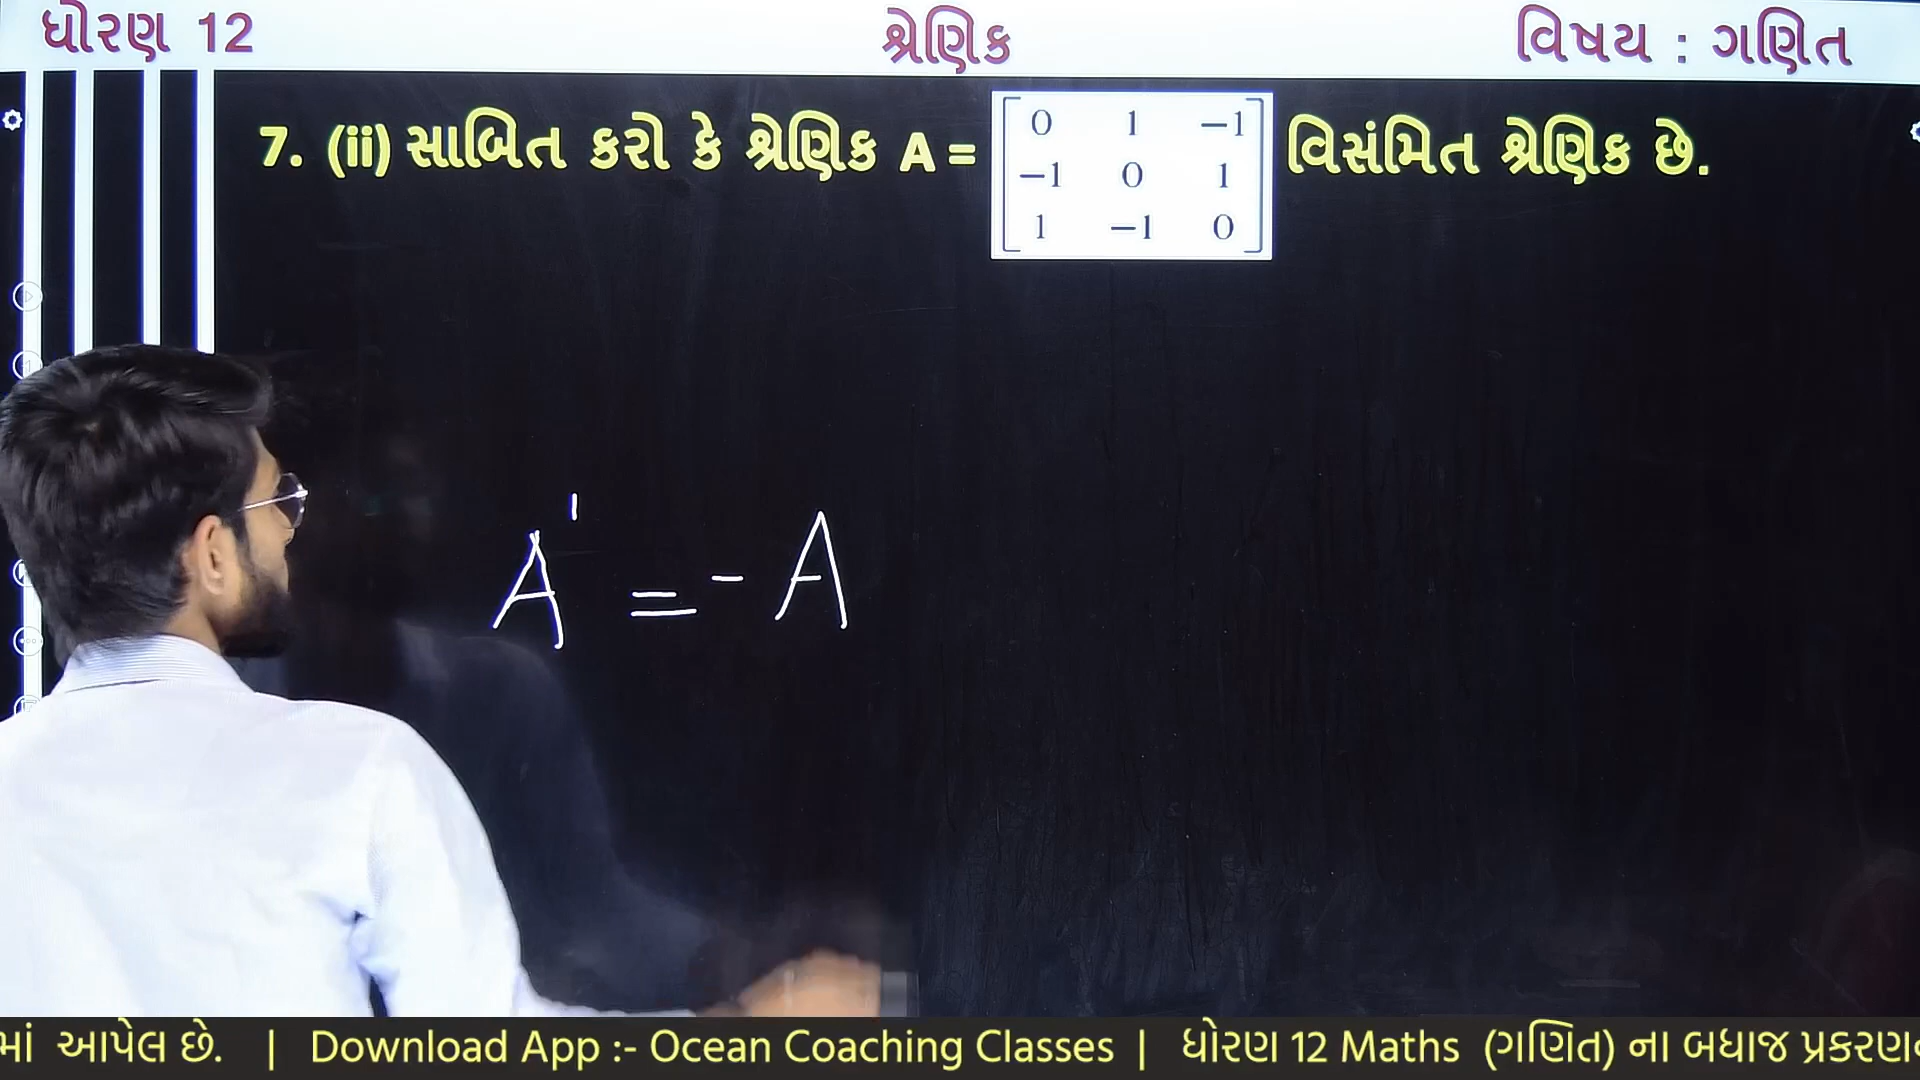 ધોરણ 12 શ્રેણિક વિષય : ગણિત
7. (ii) સાબિત કરો કે શ્રેણિક A = વિસંમિત શ્રેણિક છે.
0 1 −1
−1 0 1
1 −1 0
A' = - A
માં આપેલ છે. | Download App :- Ocean Coaching Classes | ધોરણ 12 Maths (ગણિત) ના બધાજ